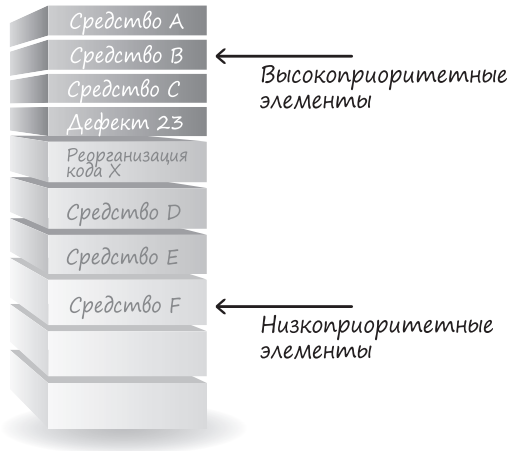 Средство A
Средство B
Средство C
Дефект 23
Реорганизация
кода X
Средство D
Средство E
Средство F
Высокоприоритетные
элементы
Низкоприоритетные
элементы